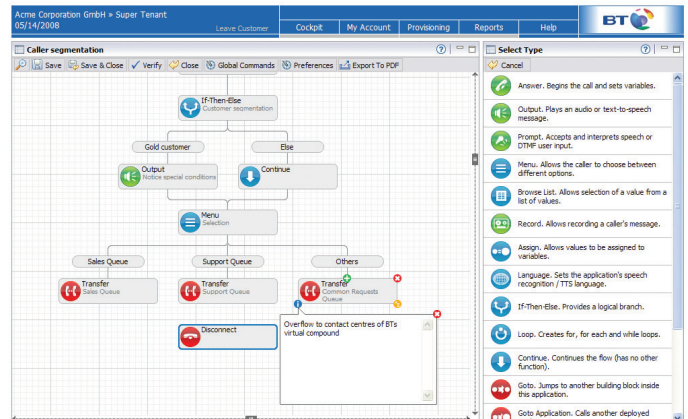 Acme Corporation GmbH » Super Tenant
05/14/2008
Leave Customer
Cockpit
My Account
Provisioning
Reports
Help
BT
Caller segmentation
Save
Save & Close
Verify
Close
Global Commands
Preferences
Export To PDF
If-Then-Else
Customer segmentation
Gold customer
Else
Output
Notice special conditions
Continue
Menu
Selection
Sales Queue
Support Queue
Others
Transfer
Sales Queue
Transfer
Support Queue
Transfer
Common Requests
Queue
Disconnect
Overflow to contact centres of BTs
virtual compound
Select Type
Cancel
Answer. Begins the call and sets variables.
Output. Plays an audio or text-to-speech
message.
Prompt. Accepts and interprets speech or
DTMF user input.
Menu. Allows the caller to choose between
different options.
Browse List. Allows selection of a value from a
list of values.
Record. Allows recording a caller's message.
Assign. Allows values to be assigned to
variables.
Language. Sets the application's speech
recognition / TTS language.
If-Then-Else. Provides a logical branch.
Loop. Creates for, for each and while loops.
Continue. Continues the flow (has no other
function).
Goto. Jumps to another building block inside
this application.
Goto Application. Calls another deployed